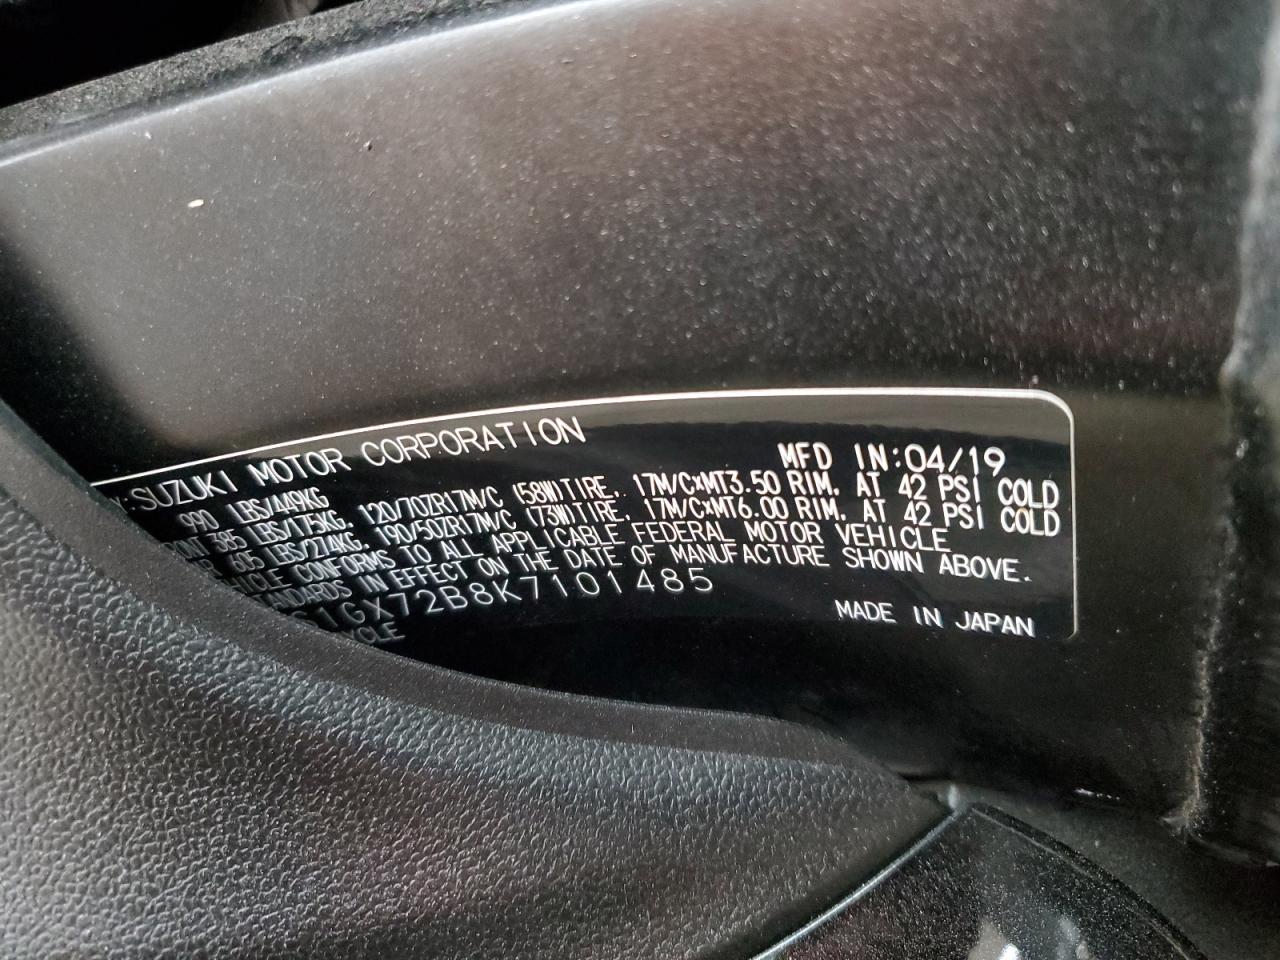 Y:SUZUKI MOTOR CORPORATION MFD IN:04/19
990 LBS/449KG
385 LBS/175KG. 120/70ZR17M/C (58W)TIRE, 17M/C×MT3.50 RIM, AT 42 PSI COLD
605 LBS/274KG. 190/50ZR17M/C (73W)TIRE, 17M/C×MT6.00 RIM, AT 42 PSI COLD
CONFORMS TO ALL APPLICABLE FEDERAL MOTOR VEHICLE
IN EFFECT ON THE DATE OF MANUFACTURE SHOWN ABOVE.
1GX72B8K7101485
MADE IN JAPAN